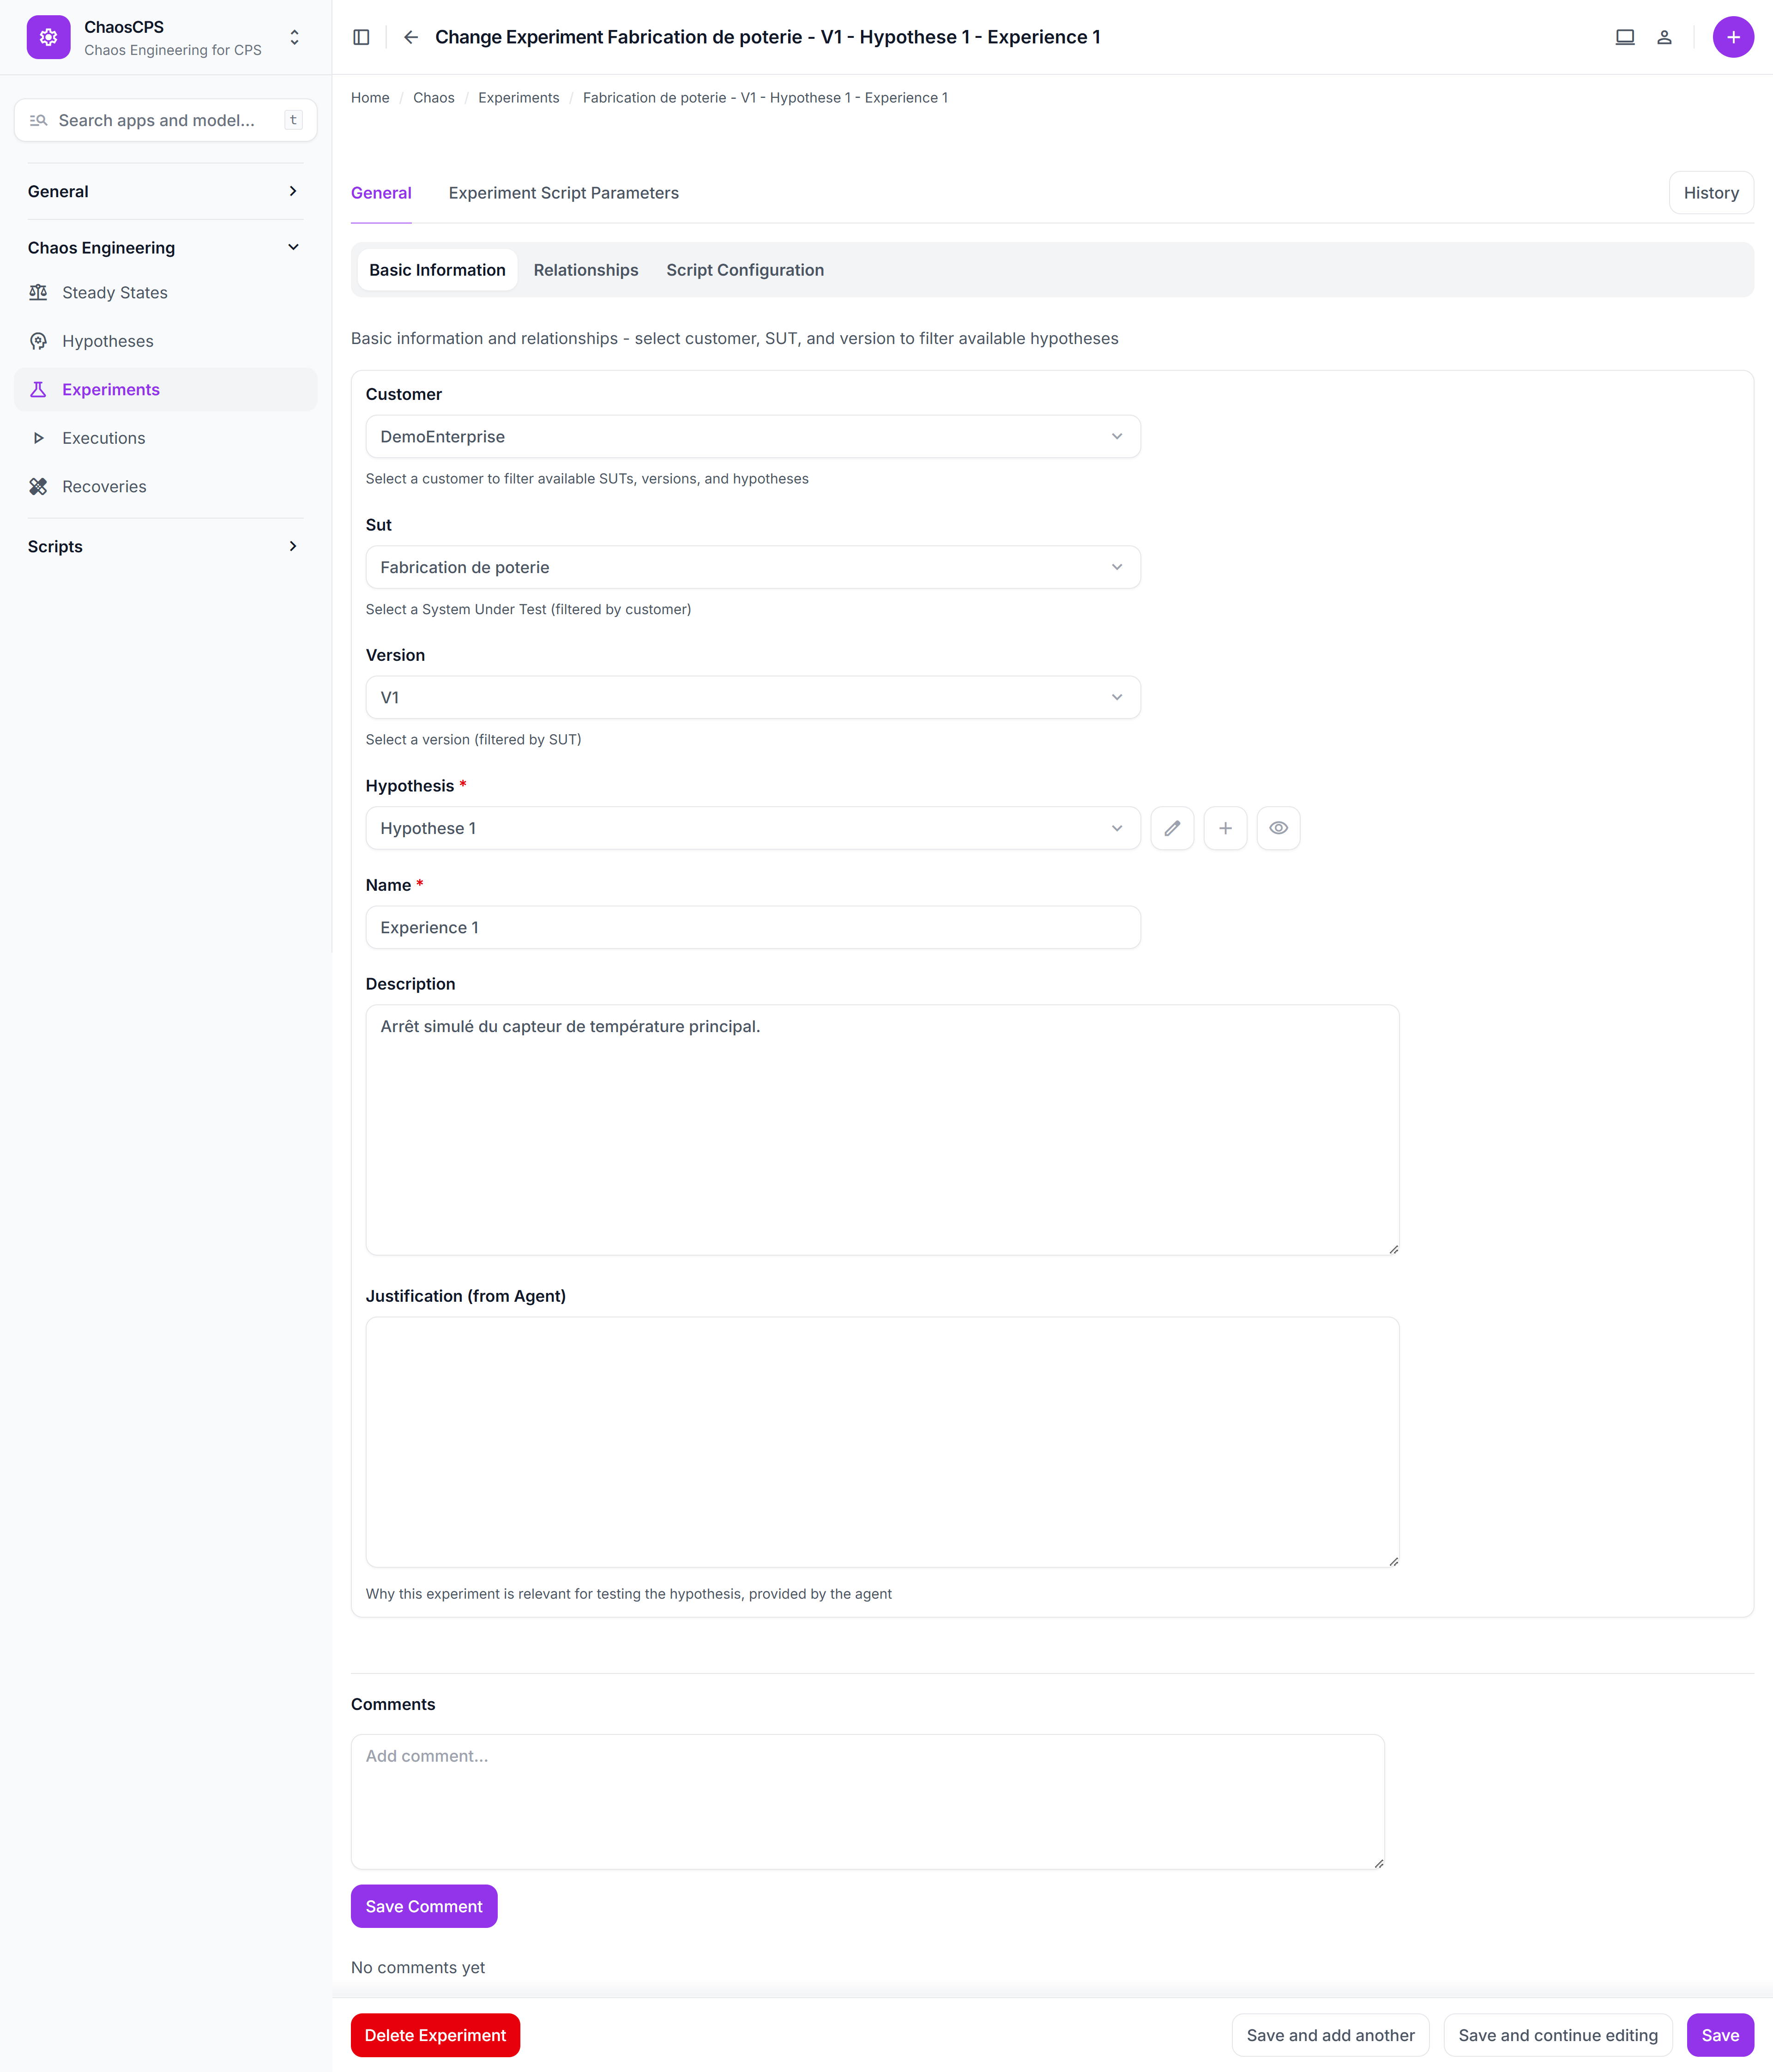 ChaosCPS
Chaos Engineering for CPS
Search apps and model...
t
General
Chaos Engineering
Steady States
Hypotheses
Experiments
Executions
Recoveries
Scripts
Change Experiment Fabrication de poterie - V1 - Hypothese 1 - Experience 1
Home / Chaos / Experiments / Fabrication de poterie - V1 - Hypothese 1 - Experience 1
General
Experiment Script Parameters
History
Basic Information
Relationships
Script Configuration
Basic information and relationships - select customer, SUT, and version to filter available hypotheses
Customer
DemoEnterprise
Select a customer to filter available SUTs, versions, and hypotheses
Sut
Fabrication de poterie
Select a System Under Test (filtered by customer)
Version
V1
Select a version (filtered by SUT)
Hypothesis *
Hypothese 1
Name *
Experience 1
Description
Arrêt simulé du capteur de température principal.
Justification (from Agent)
Why this experiment is relevant for testing the hypothesis, provided by the agent
Comments
Add comment...
Save Comment
No comments yet
Delete Experiment
Save and add another
Save and continue editing
Save